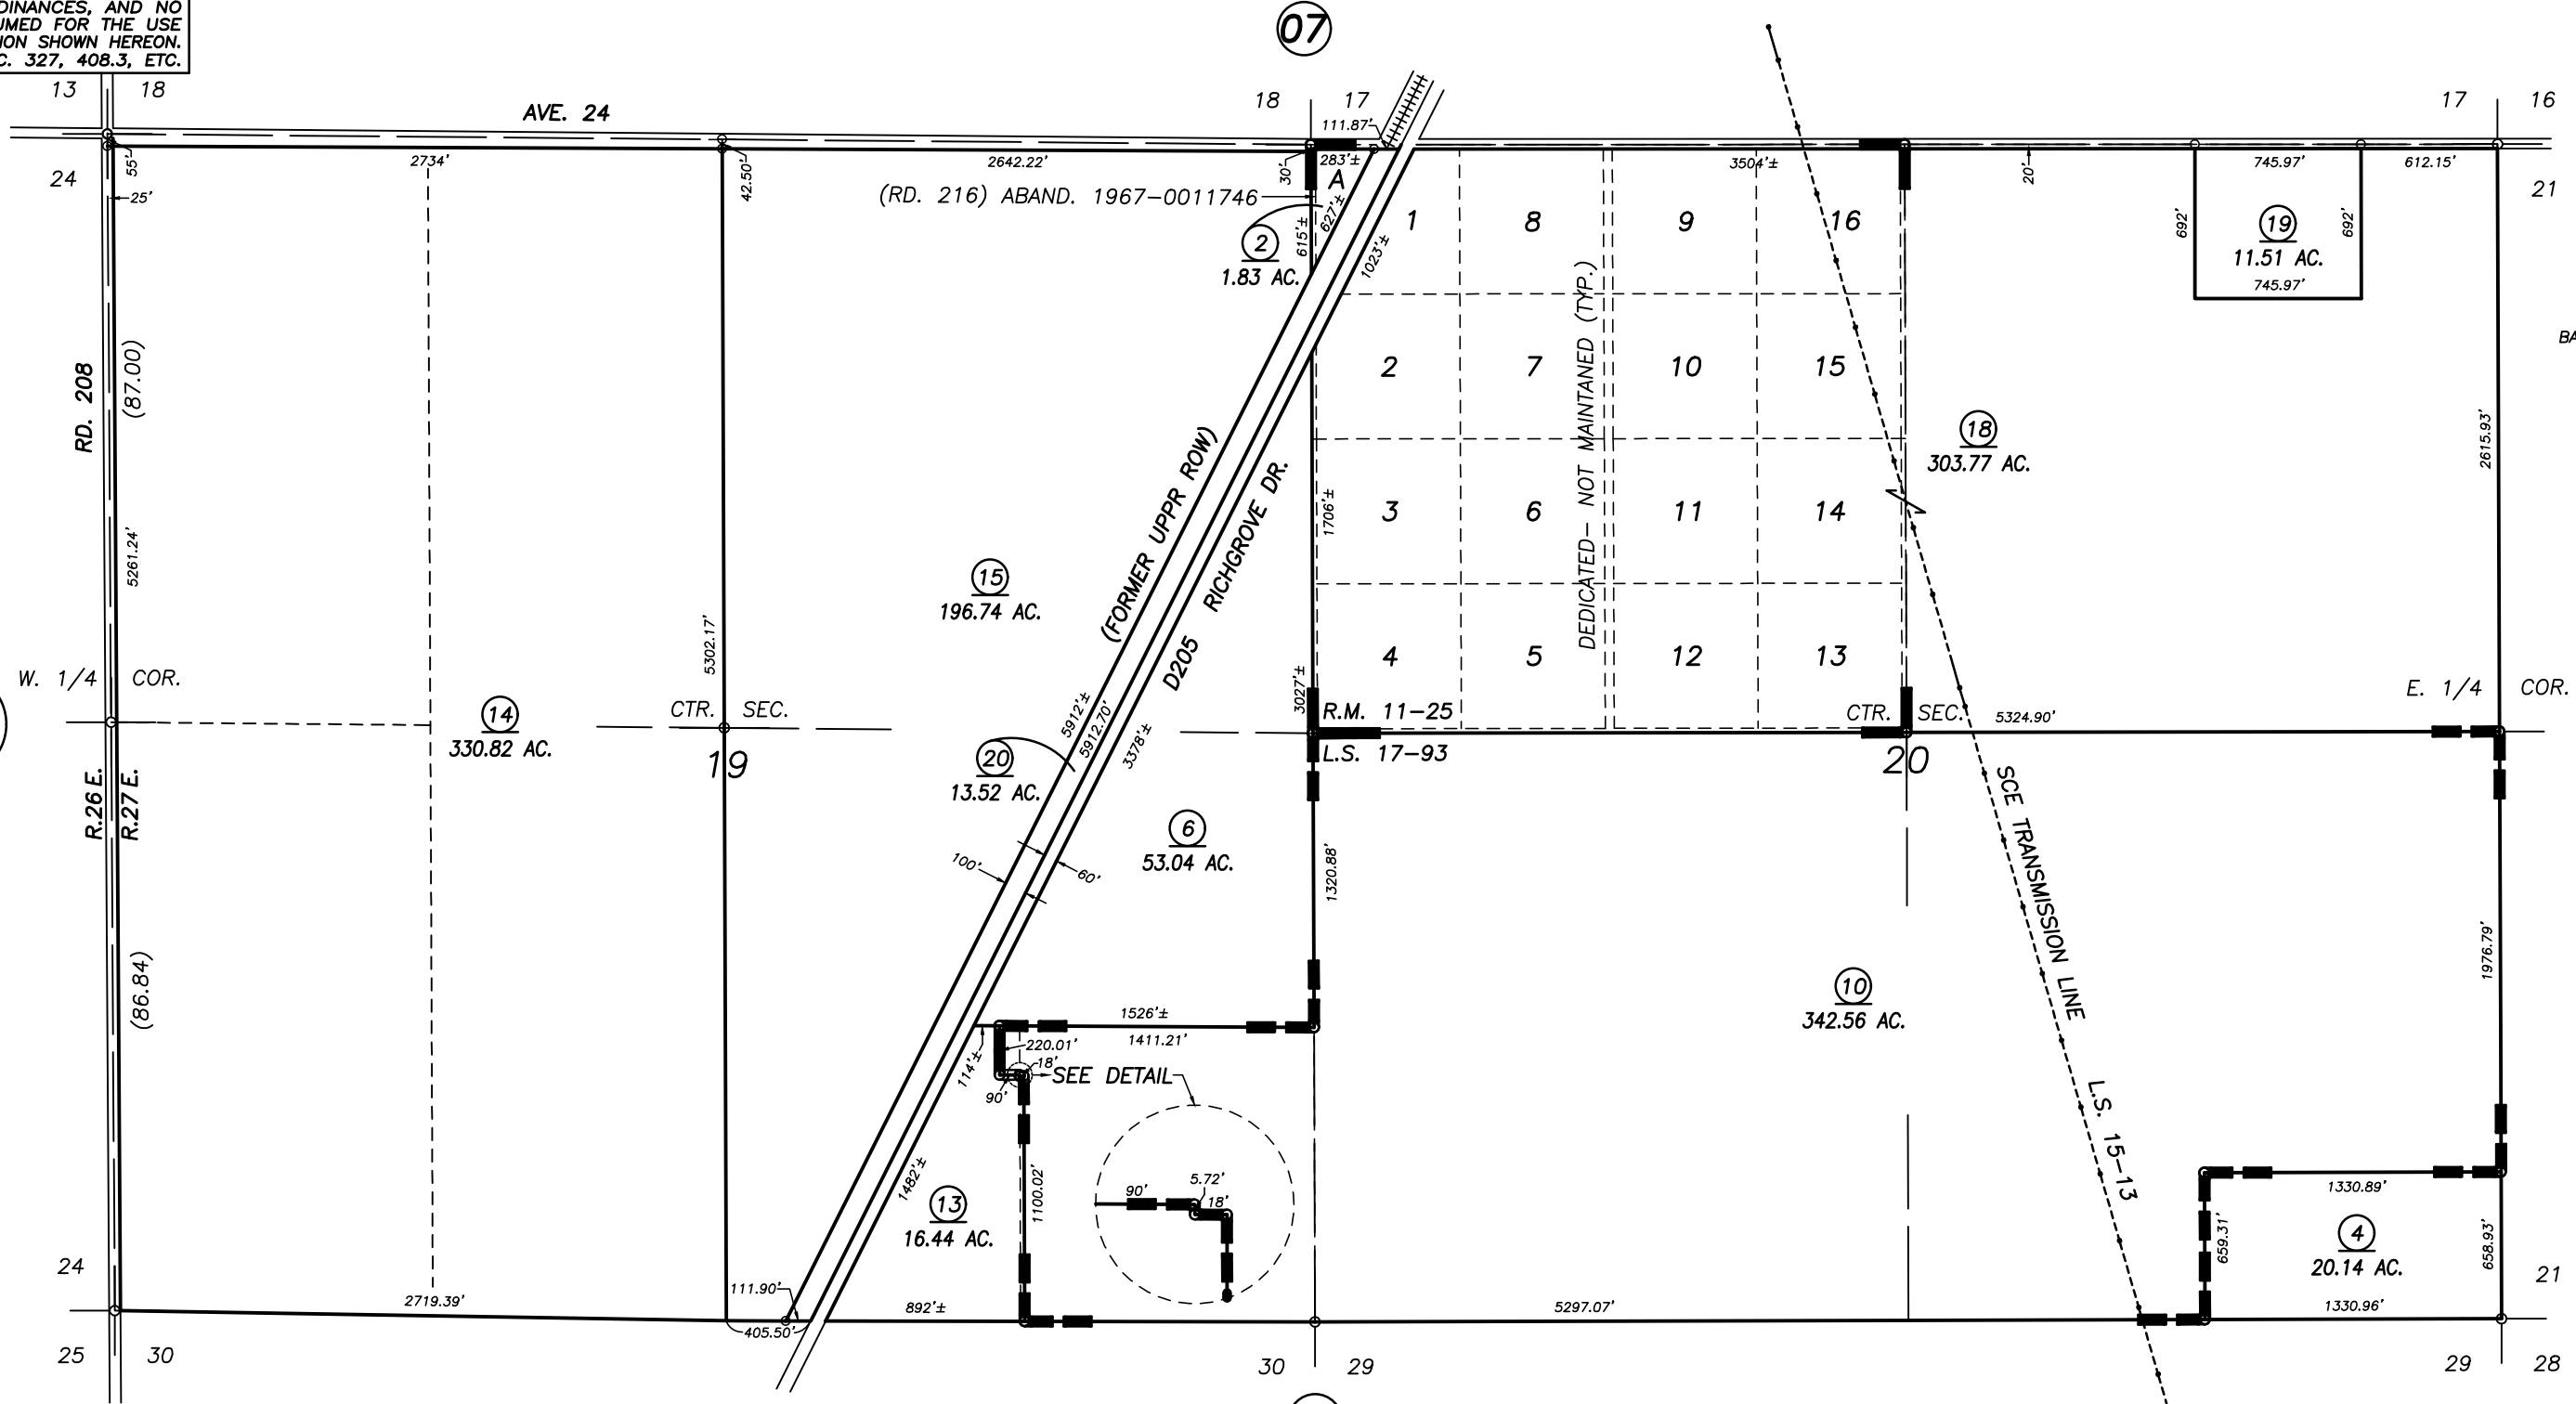 DINANCES, AND NO
UMED FOR THE USE
ION SHOWN HEREON.
C. 327, 408.3, ETC.
07
13 18
18 17
17 16
AVE. 24
111.87'
55'
2734'
42.50'
2642.22'
30'
283'±
A
3504'±
20'
745.97'
612.15'
24
25'
(RD. 216) ABAND. 1967-0011746
21
615'±
627'±
1023'±
2
1.83 AC.
1 8 9 16
692'
19
11.51 AC.
692'
745.97'
BA
RD. 208
(87.00)
2 7 10 15
DEDICATED- NOT MAINTANED (TYP.)
18
303.77 AC.
2615.93'
5261.24'
(FORMER UPPR ROW)
D205 RICHGROVE DR.
1706'±
3 6 11 14
15
196.74 AC.
5302.17'
4 5 12 13
W. 1/4 COR.
E. 1/4 COR.
3027'±
CTR. SEC.
19
14
330.82 AC.
R.M. 11-25
L.S. 17-93
CTR. SEC.
20
5324.90'
5912'±
5912.70'
3378'±
20
13.52 AC.
R.26 E.
R.27 E.
100'
60'
6
53.04 AC.
1320.88'
SCE TRANSMISSION LINE
L.S. 15-13
1976.79'
(86.84)
10
342.56 AC.
1526'±
1411.21'
114'±
220.01'
18'
90'
SEE DETAIL
90'
5.72'
18'
1482'±
1100.02'
13
16.44 AC.
1330.89'
659.31'
4
20.14 AC.
658.93'
24
21
2719.39'
111.90'
405.50'
892'±
5297.07'
1330.96'
25 30
30 29
29 28